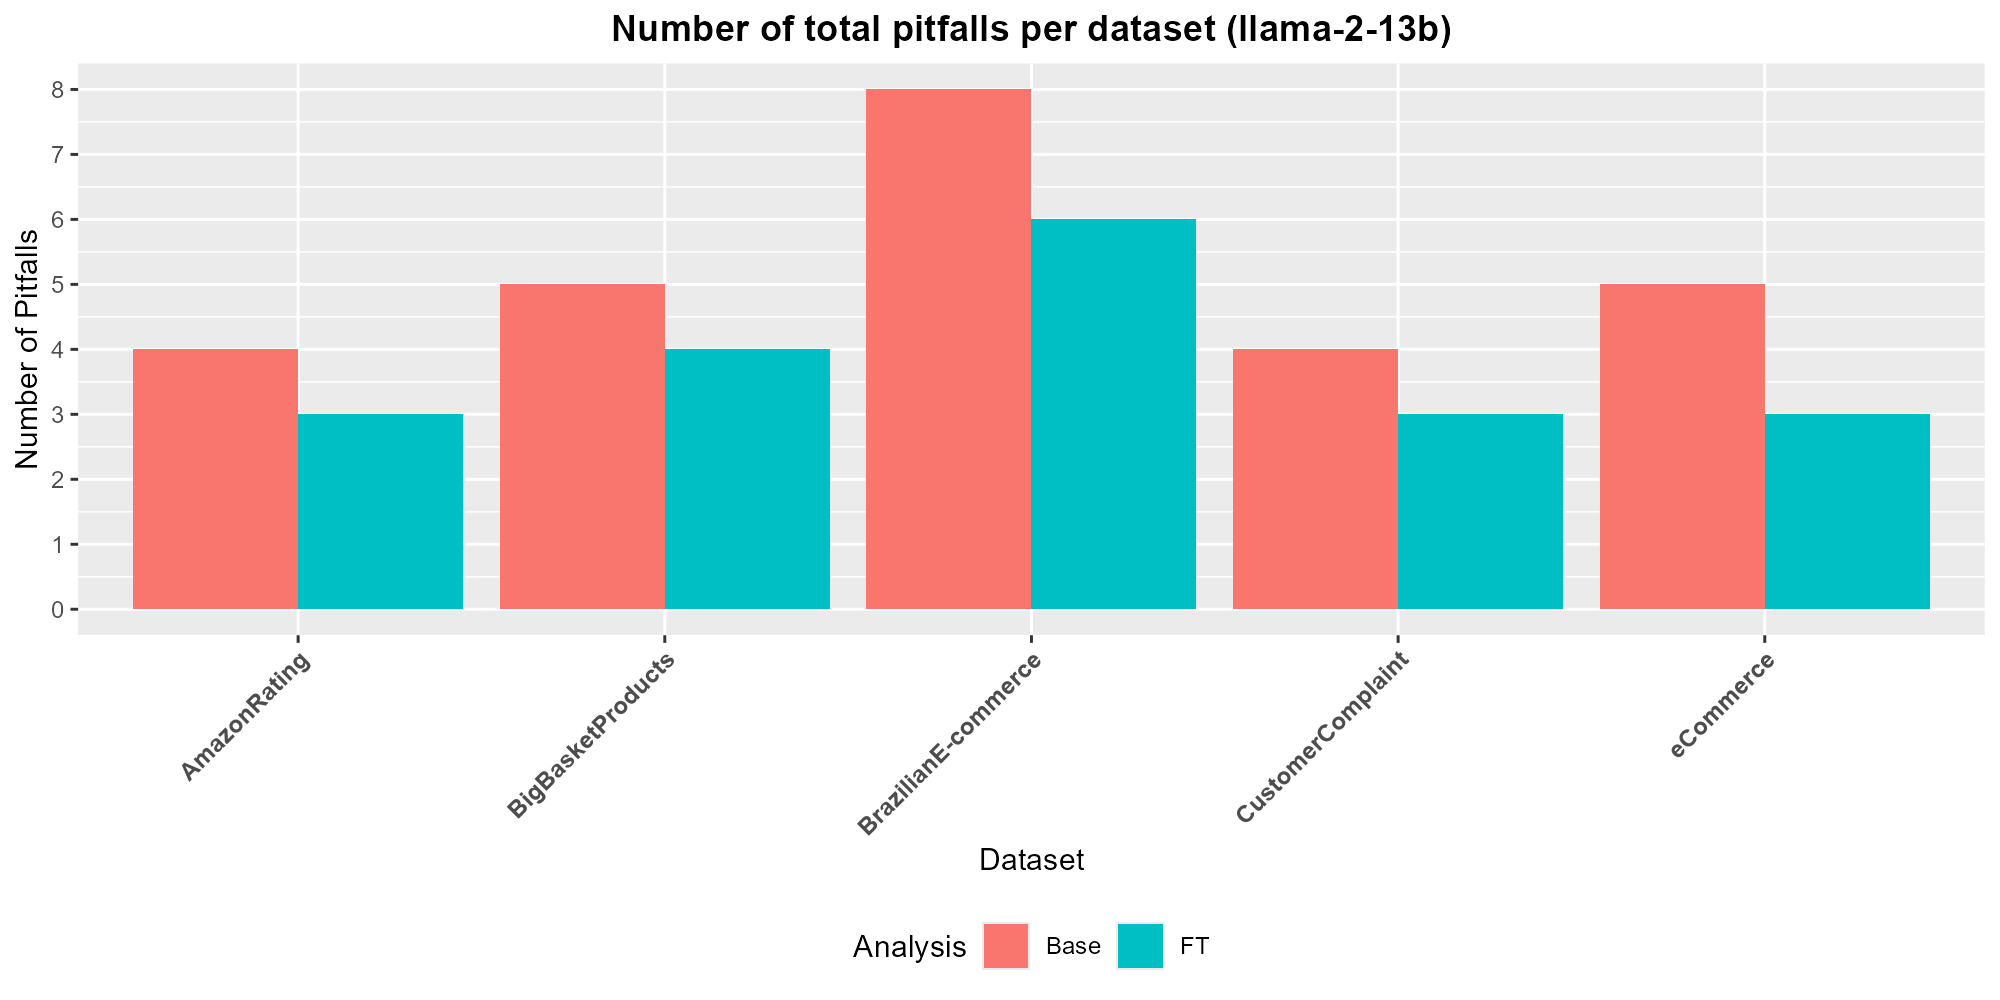 Number of total pitfalls per dataset (llama-2-13b)
Number of Pitfalls
8
7
6
5
4
3
2
1
0
AmazonRating
BigBasketProducts
BrazilianE-commerce
CustomerComplaint
eCommerce
Dataset
Analysis Base FT